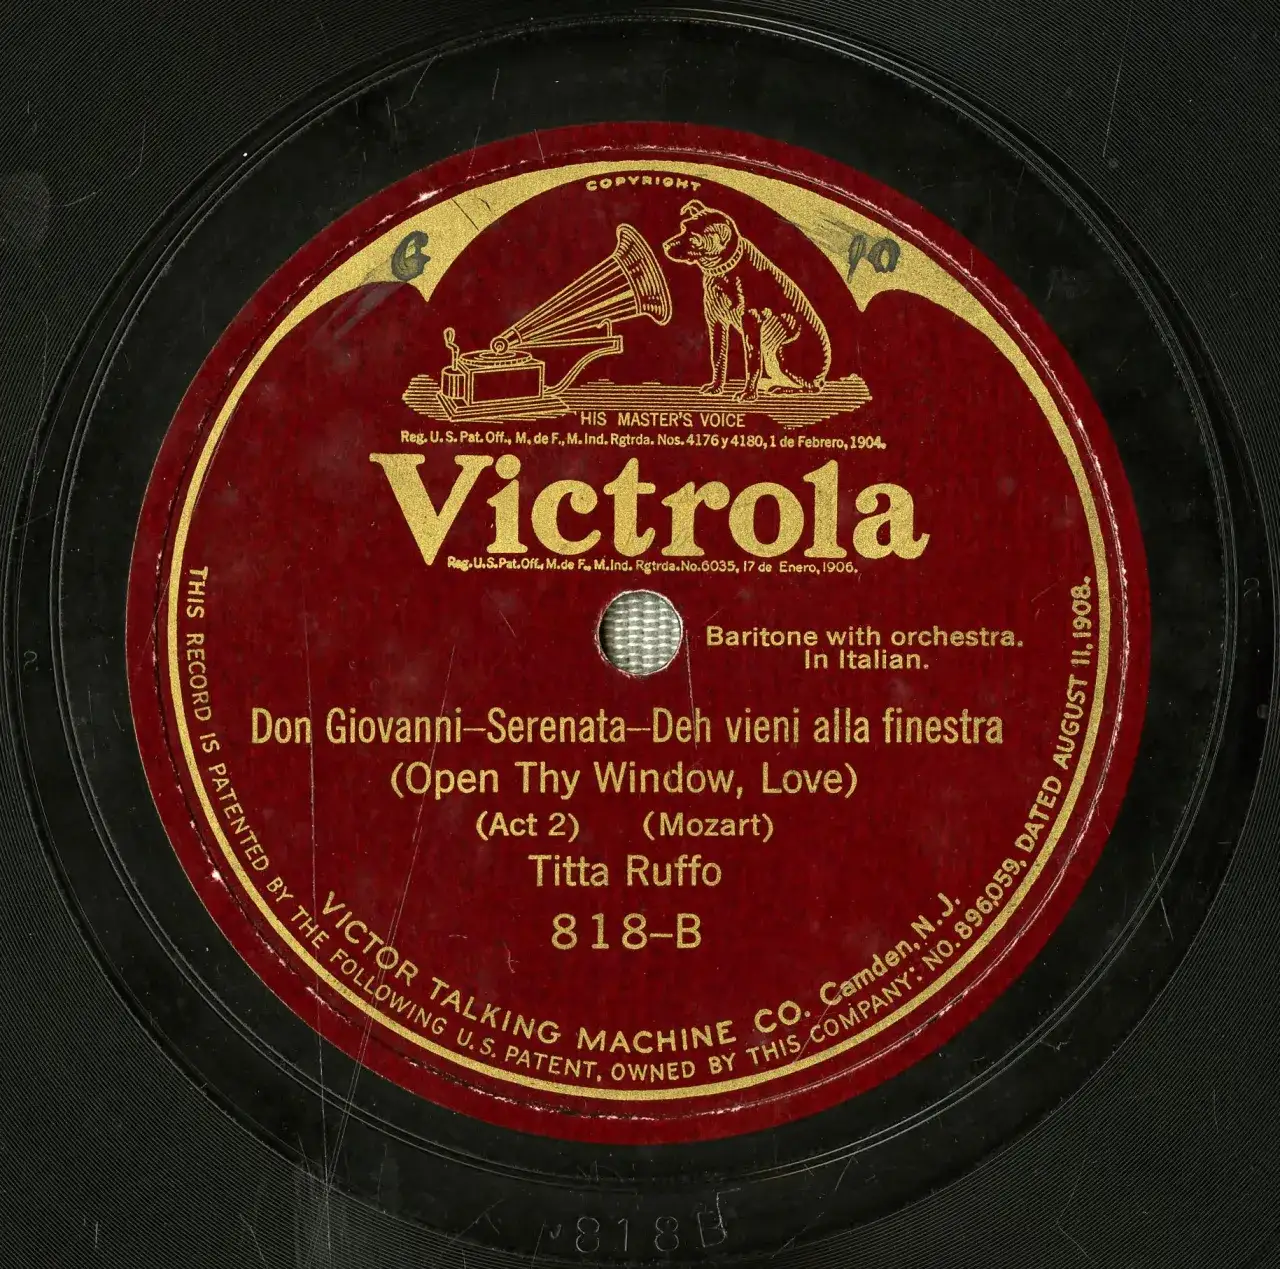 COPYRIGHT
G
10
"HIS MASTER'S VOICE
Reg. U. S. Pat. Off., M. de F., M. Ind. Rgtrda. Nos. 4176 y 4180, 1 de Febrero, 1904.
Victrola
Reg. U. S. Pat. Off., M. de F., M. Ind. Rgtrda. No. 6035, 17 de Enero, 1906.
Baritone with orchestra.
In Italian.
Don Giovanni—Serenata—Deh vieni alla finestra
(Open Thy Window, Love)
(Act 2) (Mozart)
Titta Ruffo
818–B
VICTOR TALKING MACHINE CO. Camden, N. J.
THIS RECORD IS PATENTED BY THE FOLLOWING U.S. PATENT, OWNED BY THIS COMPANY: NO. 896,059, DATED AUGUST 11, 1908.
818B